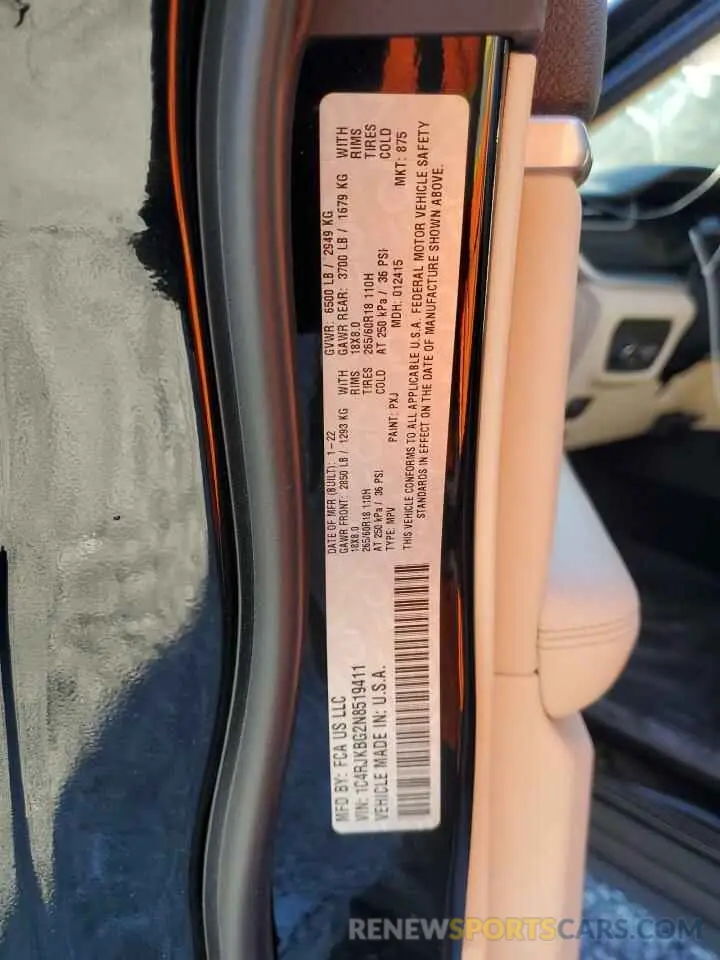 MFD BY: FCA US LLC
VIN: 1C4RJKBG2N8519411
VEHICLE MADE IN: U.S.A.
DATE OF MFR (BUILT): 1-22
GVWR: 6500 LB / 2949 KG
GAWR FRONT: 2850 LB / 1293 KG WITH
18X8.0 RIMS
265/60R18 110H TIRES
AT 250 kPa / 36 PSI COLD
GAWR REAR: 3700 LB / 1679 KG WITH
18X8.0 RIMS
265/60R18 110H TIRES
AT 250 kPa / 36 PSI COLD
TYPE: MPV PAINT: PXJ MDH: 012415 MKT: 875
THIS VEHICLE CONFORMS TO ALL APPLICABLE U.S.A. FEDERAL MOTOR VEHICLE SAFETY
STANDARDS IN EFFECT ON THE DATE OF MANUFACTURE SHOWN ABOVE.
RENEWSPORTSCARS.COM